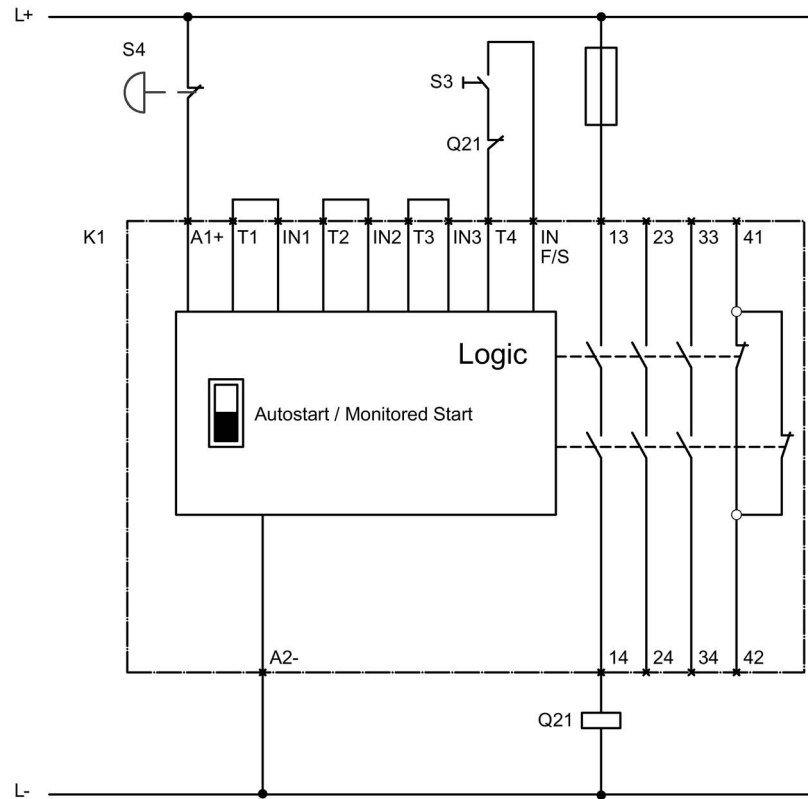 L+
S4
S3
Q21
K1
A1+
T1
IN1
T2
IN2
T3
IN3
T4
IN
F/S
13
23
33
41
Logic
Autostart / Monitored Start
A2-
14
24
34
42
Q21
L-